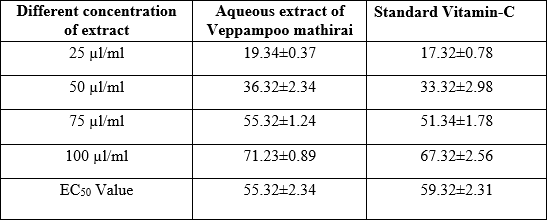 Different concentration Aqueous extract of Standard Vitamin-C
of extract Veppampoo mathirai
25 µl/ml 19.34±0.37 17.32±0.78
50 µl/ml 36.32±2.34 33.32±2.98
75 µl/ml 55.32±1.24 51.34±1.78
100 µl/ml 71.23±0.89 67.32±2.56
EC50 Value 55.32±2.34 59.32±2.31